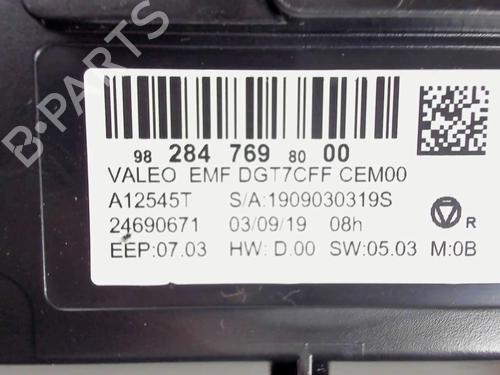 98 284 769 80 00
VALEO EMF DGT7CFF CEM00
A12545T S/A:1909030319S
24690671 03/09/19 08h
R
EEP:07.03 HW: D.00 SW:05.03 M:0B
B-PARTS